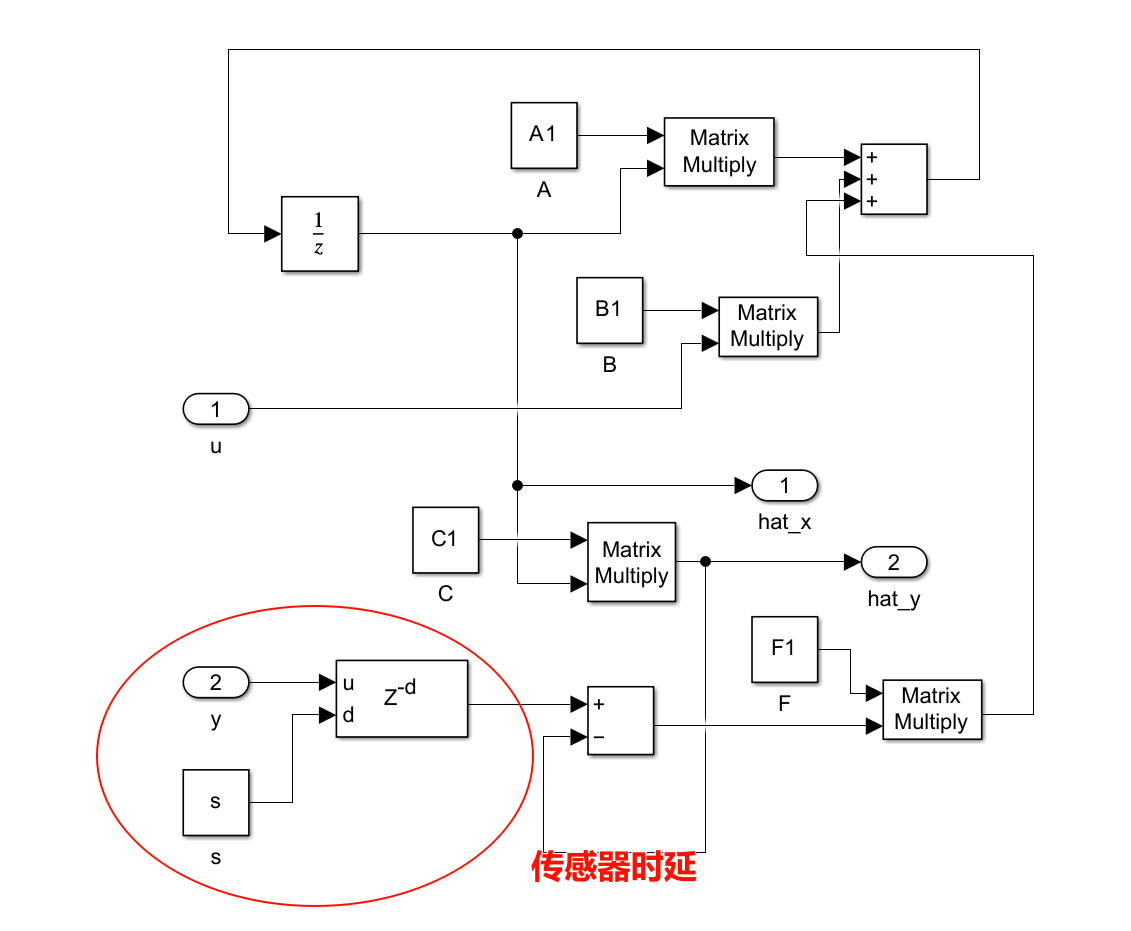 A1
Matrix
Multiply
A
+
+
+
1
z
B1
Matrix
Multiply
B
1
u
1
hat_x
C1
Matrix
Multiply
C
2
hat_y
F1
F
2
y
u
d
Z-d
+
−
Matrix
Multiply
s
s
传感器时延